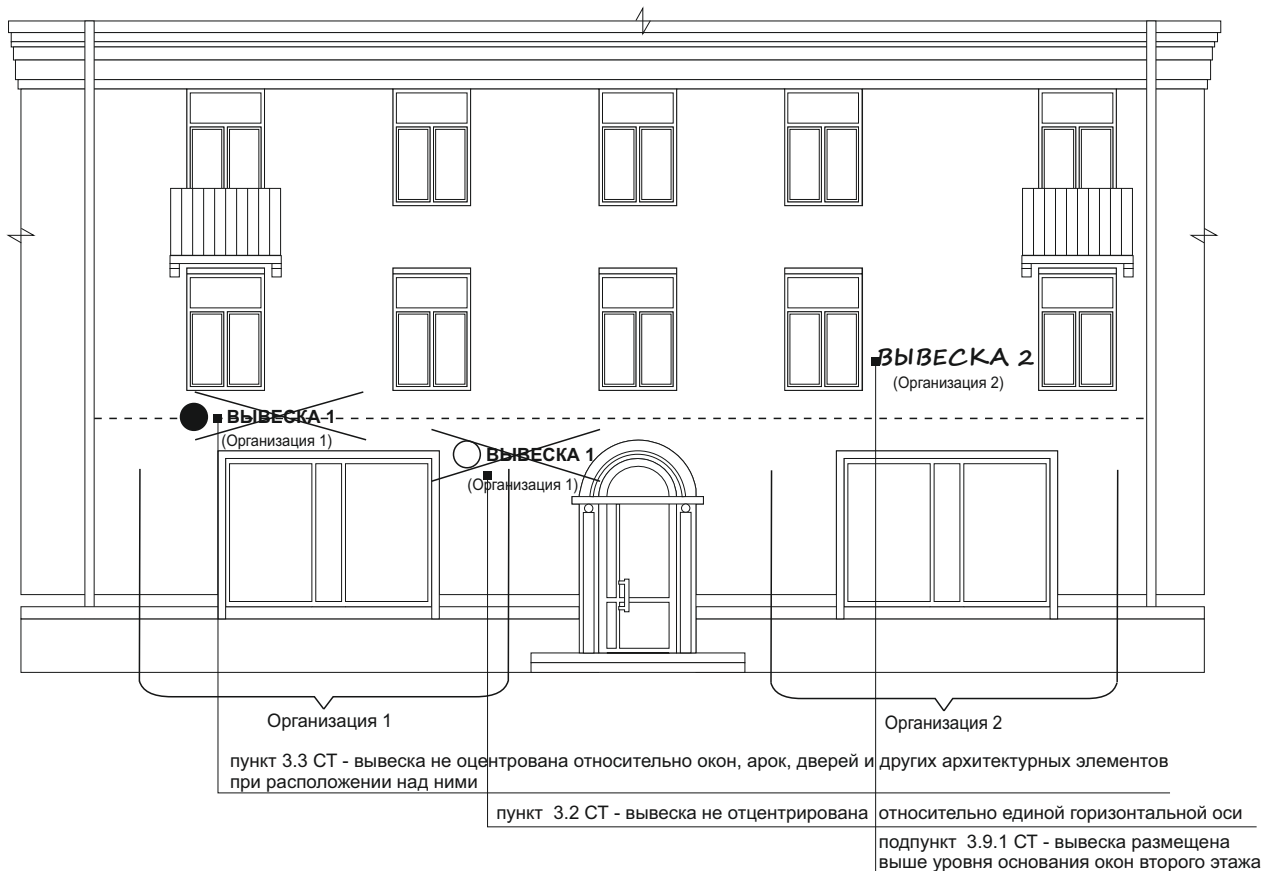 ВЫВЕСКА 2
(Организация 2)
ВЫВЕСКА 1
(Организация 1)
ВЫВЕСКА 1
(Организация 1)
Организация 1
Организация 2
пункт 3.3 СТ - вывеска не оцентрована относительно окон, арок, дверей и других архитектурных элементов
при расположении над ними
пункт 3.2 СТ - вывеска не отцентрирована относительно единой горизонтальной оси
подпункт 3.9.1 СТ - вывеска размещена
выше уровня основания окон второго этажа